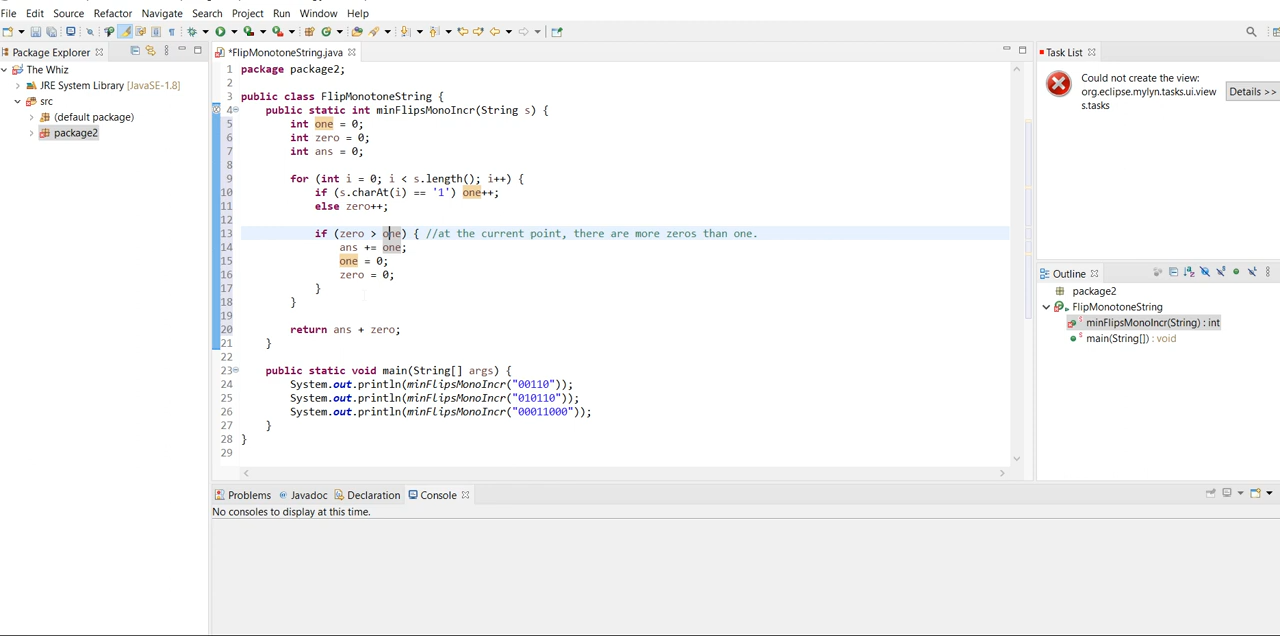 File Edit Source Refactor Navigate Search Project Run Window Help
Package Explorer
The Whiz
JRE System Library [JavaSE-1.8]
src
(default package)
package2
*FlipMonotoneString.java
1 package package2;
2
3 public class FlipMonotoneString {
4 public static int minFlipsMonoIncr(String s) {
5 int one = 0;
6 int zero = 0;
7 int ans = 0;
8
9 for (int i = 0; i < s.length(); i++) {
10 if (s.charAt(i) == '1') one++;
11 else zero++;
12
13 if (zero > one) { //at the current point, there are more zeros than one.
14 ans += one;
15 one = 0;
16 zero = 0;
17 }
18 }
19
20 return ans + zero;
21 }
22
23 public static void main(String[] args) {
24 System.out.println(minFlipsMonoIncr("00110"));
25 System.out.println(minFlipsMonoIncr("010110"));
26 System.out.println(minFlipsMonoIncr("00011000"));
27 }
28 }
29
Problems Javadoc Declaration Console
No consoles to display at this time.
Task List
Could not create the view:
org.eclipse.mylyn.tasks.ui.view
s.tasks
Details >>
Outline
package2
FlipMonotoneString
minFlipsMonoIncr(String) : int
main(String[]) : void